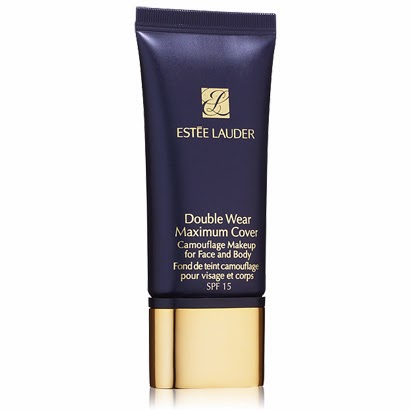 EL
ESTĒE LAUDER
Double Wear
Maximum Cover
Camouflage Makeup
for Face and Body
Fond de teint camouflage
pour visage et corps
SPF 15